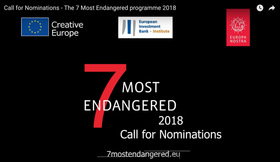 Call for Nominations - The 7 Most Endangered programme 2018
Creative
Europe
European
Investment
Bank - Institute
EUROPA
NOSTRA
7 MOST
ENDANGERED
2018
Call for Nominations
7mostendangered.eu